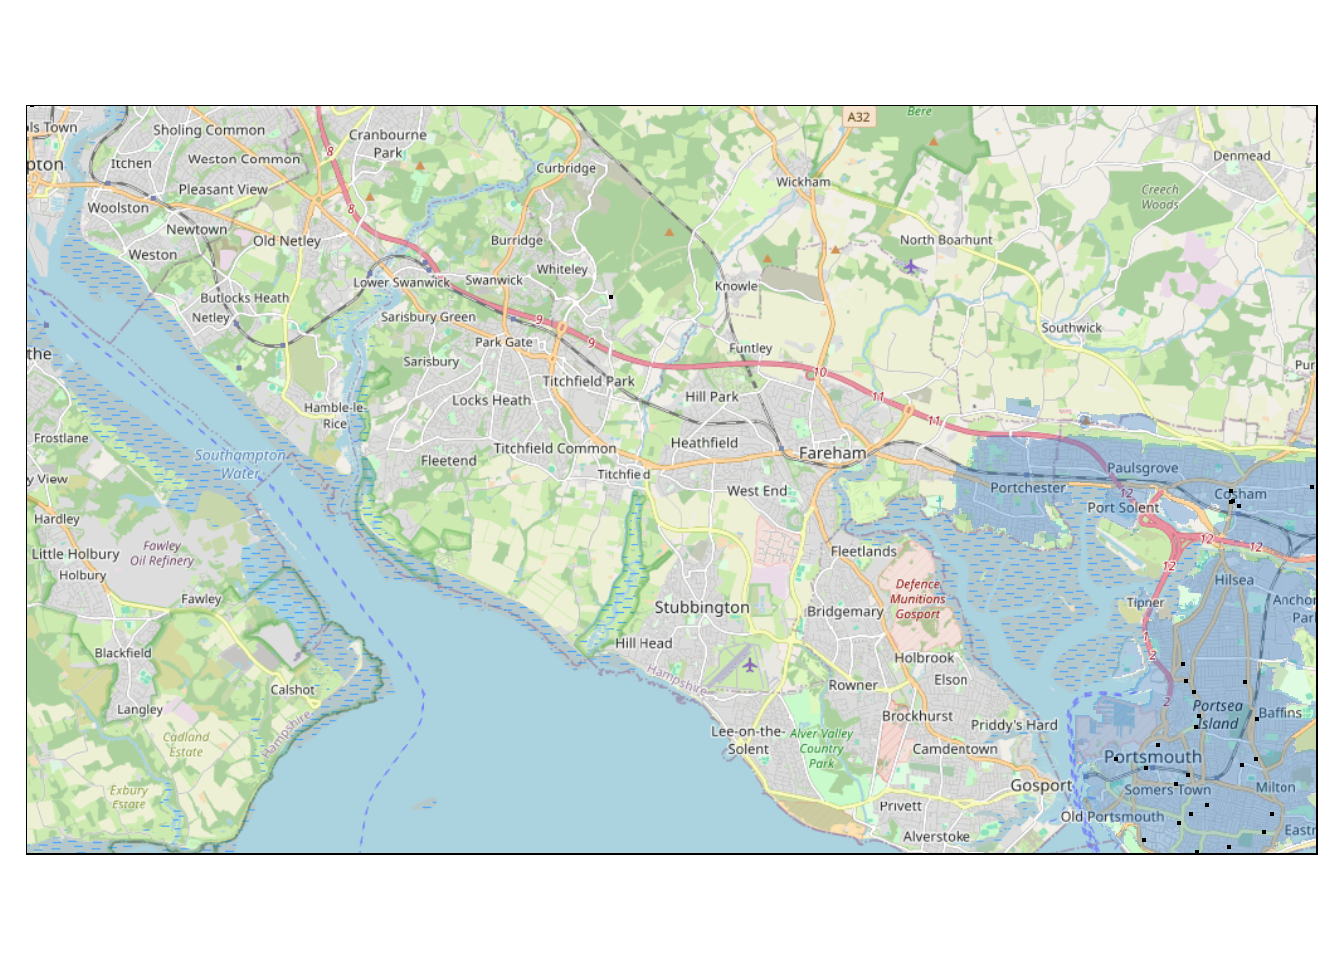 Bere
A32
ols Town
Sholing Common
Cranbourne
Park
8
Denmead
pton
Itchen
Weston Common
Curbridge
Wickham
Pleasant View
Creech
Woods
8
Woolston
Newtown
Old Netley
Burridge
North Boarhunt
Weston
Whiteley
Lower Swanwick
Swanwick
Knowle
Butlocks Heath
Netley
Sarisbury Green
9
Southwick
Park Gate
9
Funtley
the
Sarisbury
10
Pur
Titchfield Park
Locks Heath
Hill Park
11
Hamble-le-
Rice
11
Frostlane
Titchfield Common
Heathfield
Fareham
Southampton
Water
Fleetend
Titchfield
Paulsgrove
y View
West End
Portchester
12
Cosham
Port Solent
Hardley
12
12
Little Holbury
Fawley
Oil Refinery
Fleetlands
12
Holbury
Defence
Munitions
Gosport
Hilsea
Fawley
Stubbington
Bridgemary
Tipner
Anchor
Park
Blackfield
Hill Head
1
2
Holbrook
Calshot
Hampshire
Rowner
Elson
2
Langley
Hampshire
Brockhurst
Priddy's Hard
Portsea
Island
Baffins
Cadland
Estate
Lee-on-the-
Solent
Alver Valley
Country
Park
Camdentown
Portsmouth
Exbury
Estate
Gosport
Somers Town
Milton
Privett
Old Portsmouth
Alverstoke
Eastn